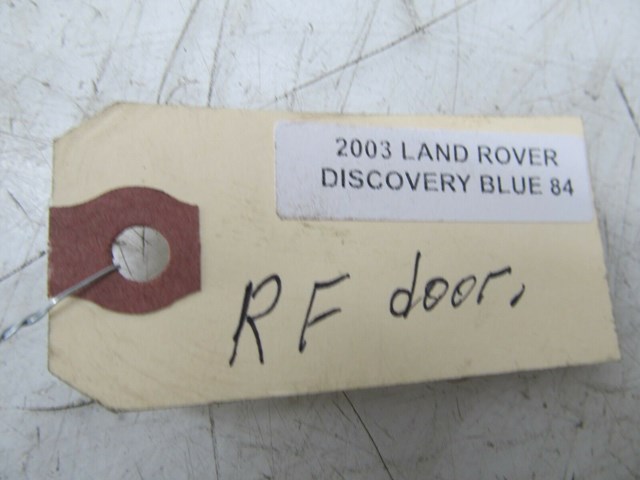 2003 LAND ROVER
DISCOVERY BLUE 84
RF door.